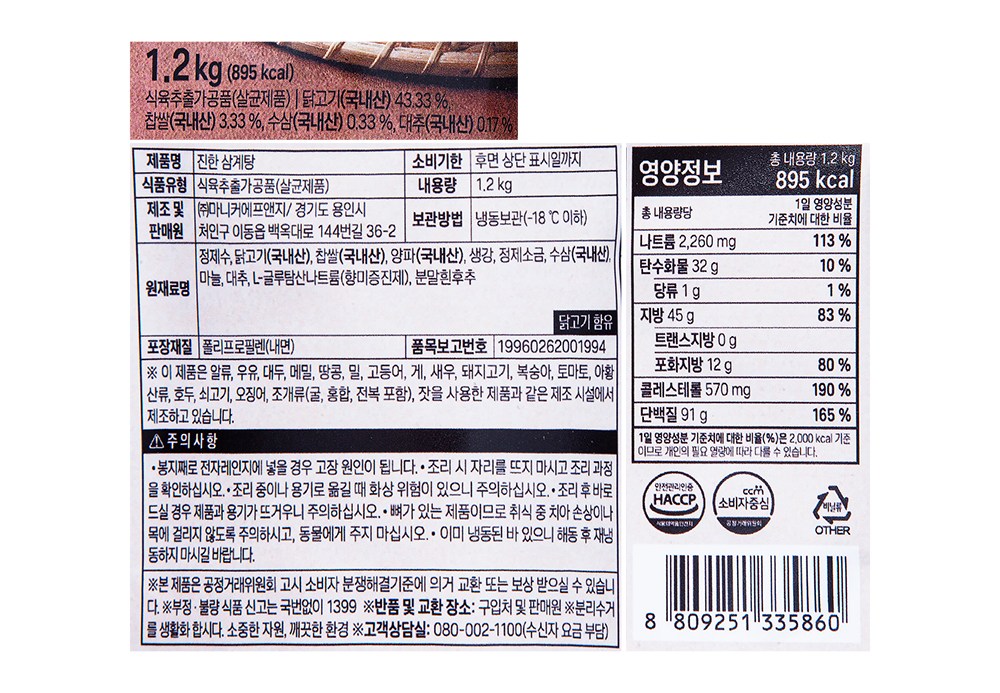 1.2kg (895 kcal)
식육추출가공품(살균제품) | 닭고기(국내산) 43.33 %,
찹쌀(국내산) 3.33 %, 수삼(국내산) 0.33 %, 대추(국내산) 0.17 %
제품명 진한 삼계탕 소비기한 후면 상단 표시일까지
식품유형 식육추출가공품(살균제품) 내용량 1.2 kg
제조 및 판매원 ㈜마니커에프앤지/ 경기도 용인시
처인구 이동읍 백옥대로 144번길 36-2
보관방법 냉동보관(-18 ℃ 이하)
원재료명 정제수, 닭고기(국내산), 찹쌀(국내산), 양파(국내산), 생강, 정제소금, 수삼(국내산),
마늘, 대추, L-글루탐산나트륨(향미증진제), 분말흰후추
닭고기 함유
포장재질 폴리프로필렌(내면) 품목보고번호 19960262001994
※ 이 제품은 알류, 우유, 대두, 메밀, 땅콩, 밀, 고등어, 게, 새우, 돼지고기, 복숭아, 토마토, 아황
산류, 호두, 쇠고기, 오징어, 조개류(굴, 홍합, 전복 포함), 잣을 사용한 제품과 같은 제조 시설에서
제조하고 있습니다.
⚠주의사항
• 봉지째로 전자레인지에 넣을 경우 고장 원인이 됩니다. • 조리 시 자리를 뜨지 마시고 조리 과정
을 확인하십시오. • 조리 중이나 용기로 옮길 때 화상 위험이 있으니 주의하십시오. • 조리 후 바로
드실 경우 제품과 용기가 뜨거우니 주의하십시오. • 뼈가 있는 제품이므로 취식 중 치아 손상이나
목에 걸리지 않도록 주의하시고, 동물에게 주지 마십시오. • 이미 냉동된 바 있으니 해동 후 재냉
동하지 마시길 바랍니다.
※본 제품은 공정거래위원회 고시 소비자 분쟁해결기준에 의거 교환 또는 보상 받으실 수 있습니
다. ※부정·불량 식품 신고는 국번없이 1399 ※반품 및 교환 장소: 구입처 및 판매원 ※분리수거
를 생활화 합시다. 소중한 자원, 깨끗한 환경 ※고객상담실: 080-002-1100(수신자 요금 부담)
영양정보 총 내용량 1.2 kg
895 kcal
총 내용량당 1일 영양성분
기준치에 대한 비율
나트륨 2,260 mg 113 %
탄수화물 32 g 10 %
당류 1 g 1 %
지방 45 g 83 %
트랜스지방 0 g
포화지방 12 g 80 %
콜레스테롤 570 mg 190 %
단백질 91 g 165 %
1일 영양성분 기준치에 대한 비율(%)은 2,000 kcal 기준
이므로 개인의 필요 열량에 따라 다를 수 있습니다.
안전관리인증
HACCP
식품의약품안전처
ccm
소비자중심
공정거래위원회
비닐류
OTHER
8 809251 335860